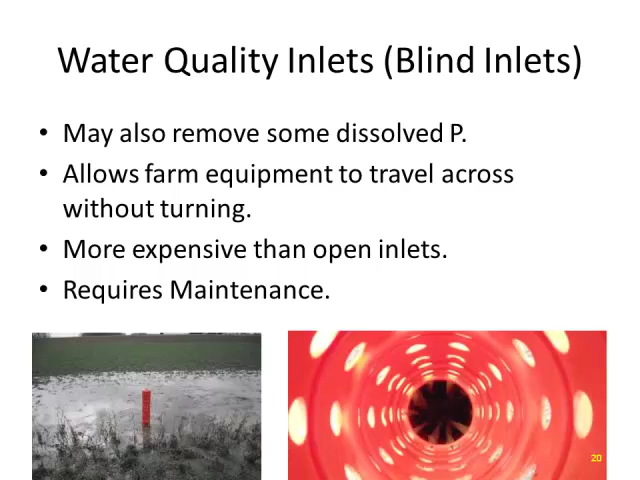 Water Quality Inlets (Blind Inlets)
• May also remove some dissolved P.
• Allows farm equipment to travel across
without turning.
• More expensive than open inlets.
• Requires Maintenance.
20